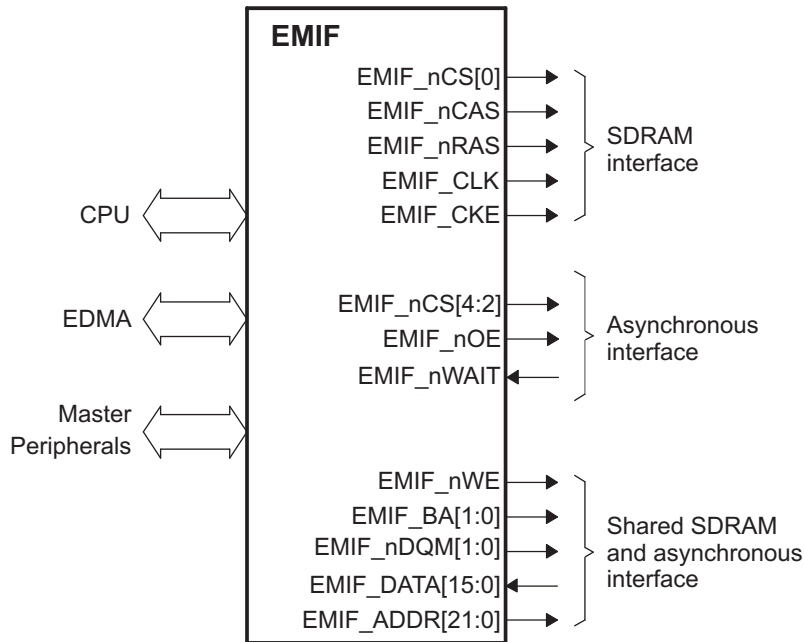 EMIF
EMIF_nCS[0]
EMIF_nCAS
EMIF_nRAS
EMIF_CLK
EMIF_CKE
SDRAM
interface
CPU
EMIF_nCS[4:2]
EMIF_nOE
EMIF_nWAIT
Asynchronous
interface
EDMA
Master
Peripherals
EMIF_nWE
EMIF_BA[1:0]
EMIF_nDQM[1:0]
EMIF_DATA[15:0]
EMIF_ADDR[21:0]
Shared SDRAM
and asynchronous
interface